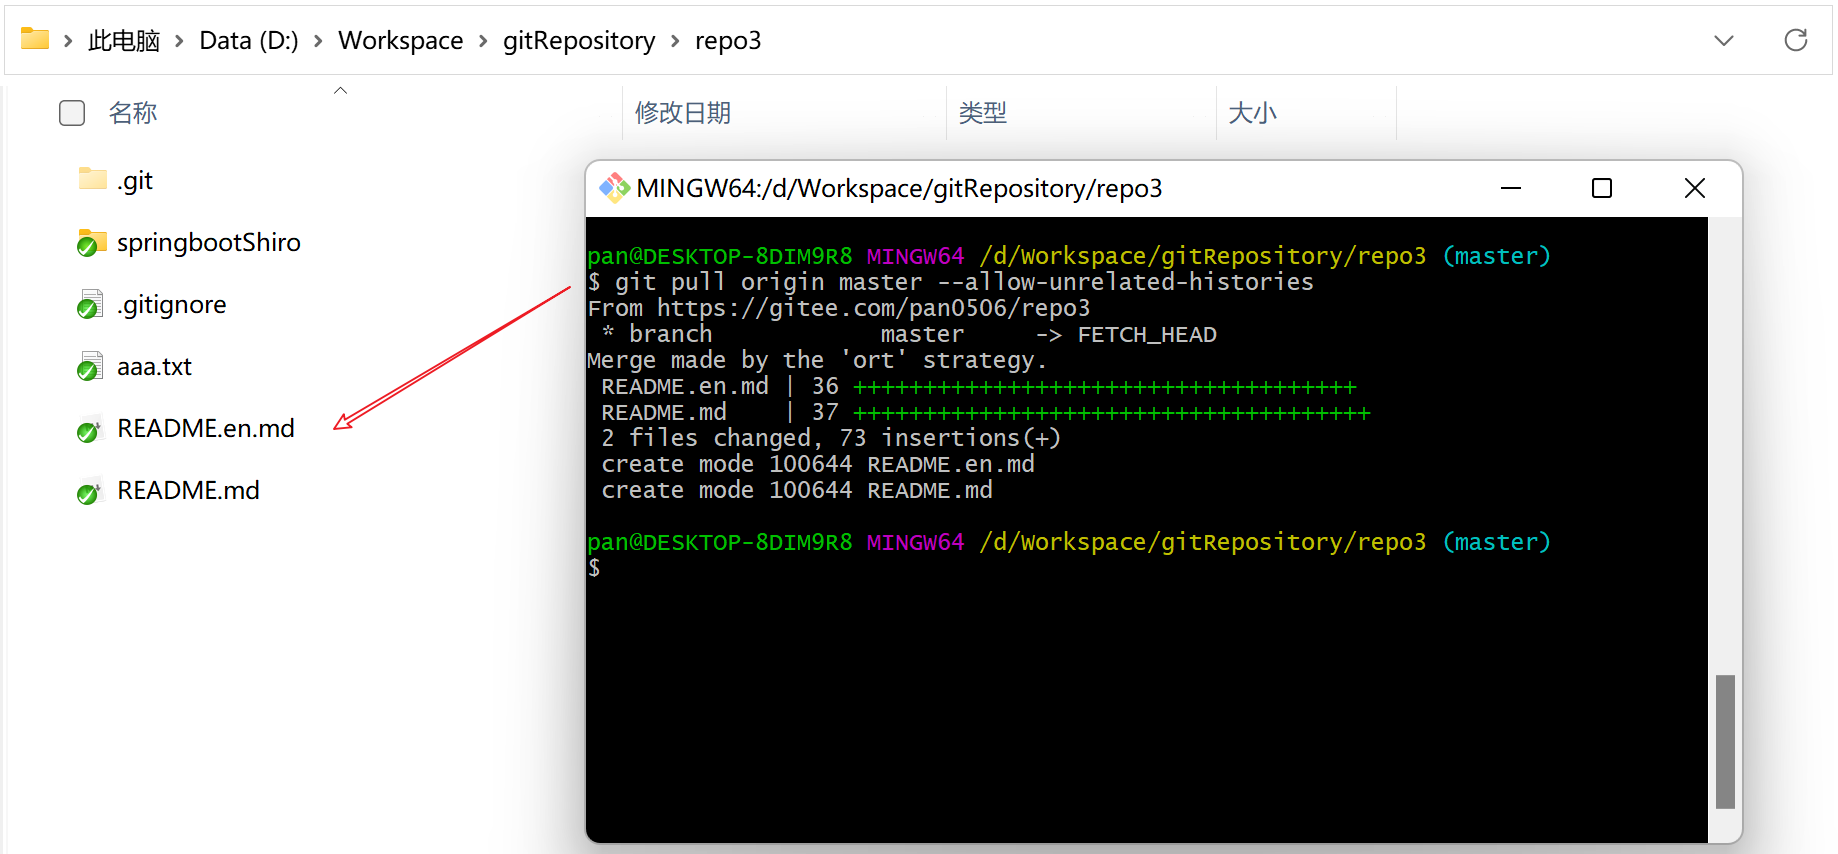 此电脑 > Data (D:) > Workspace > gitRepository > repo3
名称 修改日期 类型 大小
.git
springbootShiro
.gitignore
aaa.txt
README.en.md
README.md
MINGW64:/d/Workspace/gitRepository/repo3
pan@DESKTOP-8DIM9R8 MINGW64 /d/Workspace/gitRepository/repo3 (master)
$ git pull origin master --allow-unrelated-histories
From https://gitee.com/pan0506/repo3
 * branch            master     -> FETCH_HEAD
Merge made by the 'ort' strategy.
 README.en.md | 36 ++++++++++++++++++++++++++++++++++++
 README.md    | 37 +++++++++++++++++++++++++++++++++++++
 2 files changed, 73 insertions(+)
 create mode 100644 README.en.md
 create mode 100644 README.md
pan@DESKTOP-8DIM9R8 MINGW64 /d/Workspace/gitRepository/repo3 (master)
$